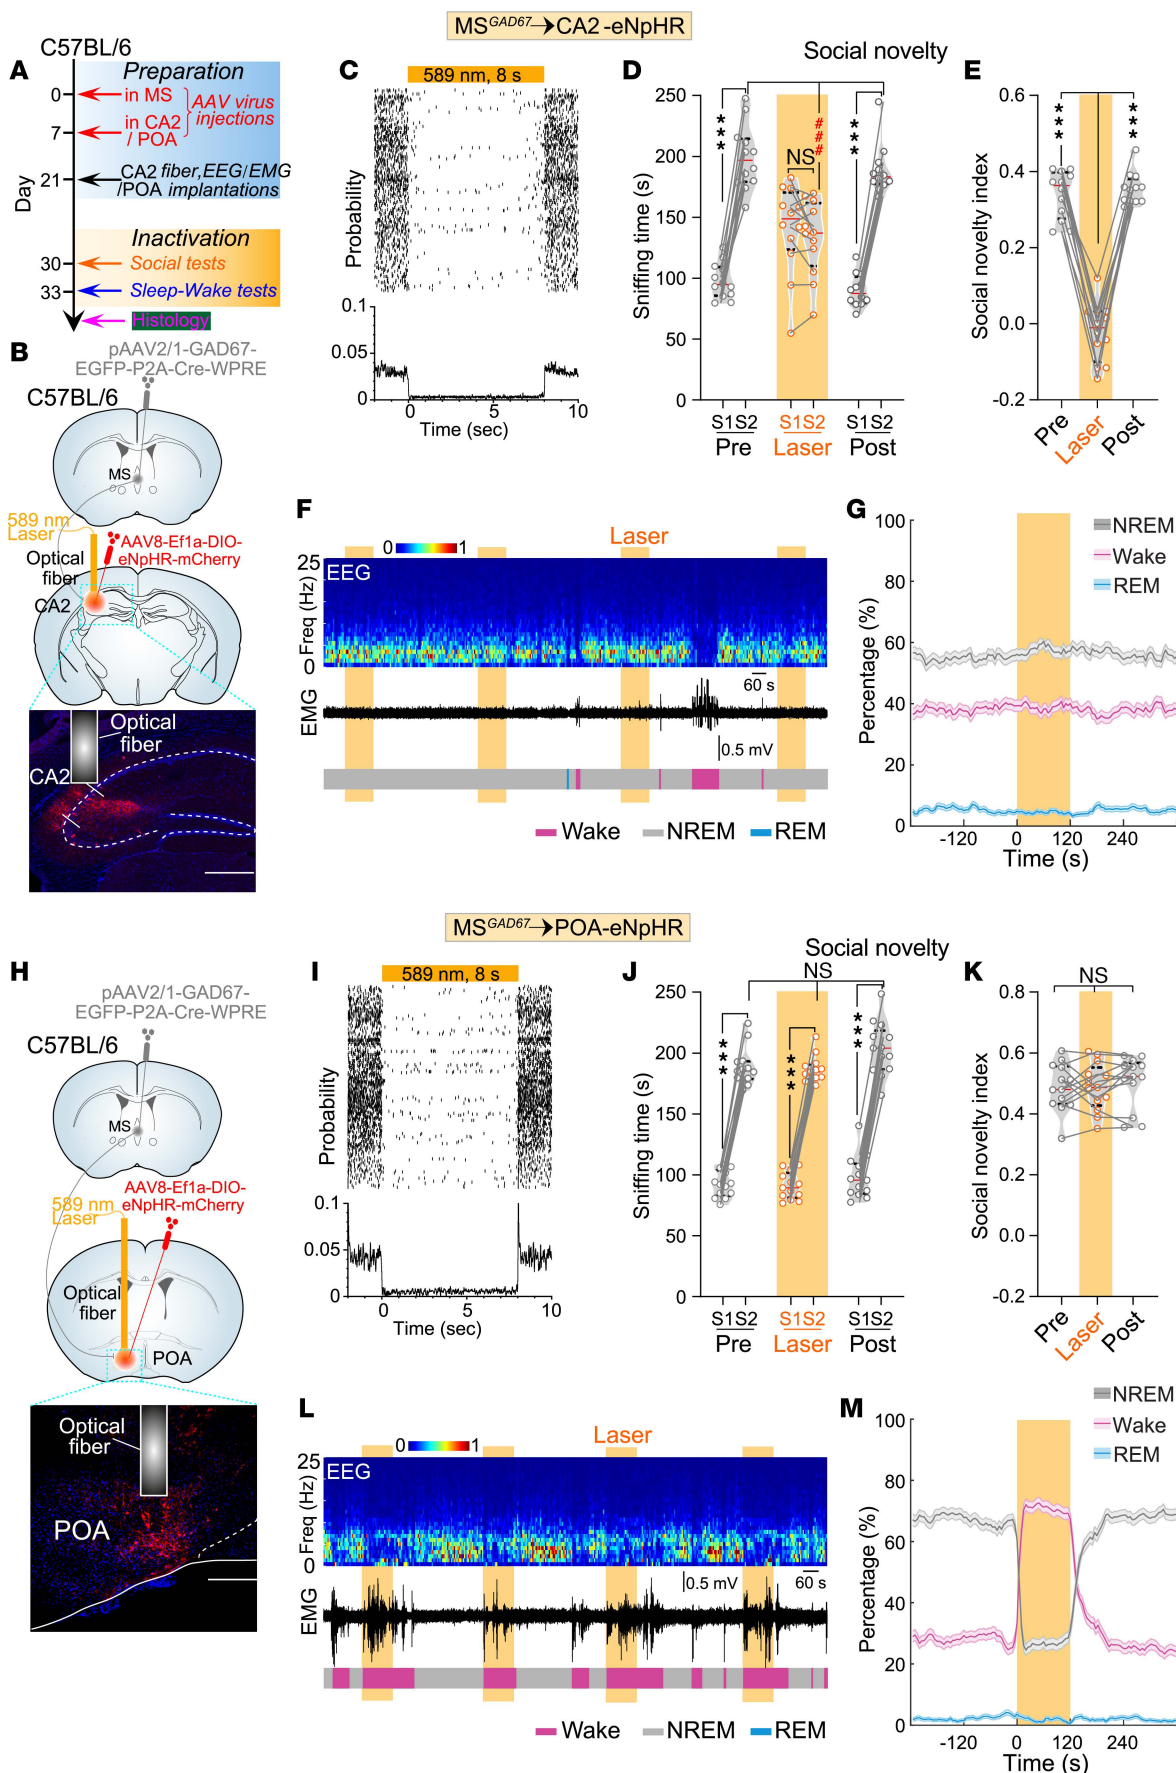 MS^GAD67→CA2-eNpHR
A
C57BL/6
Preparation
0
in MS
7
in CA2
/ POA
AAV virus
injections
21
CA2 fiber, EEG/EMG
/POA implantations
Day
Inactivation
30
Social tests
33
Sleep-Wake tests
Histology
B
pAAV2/1-GAD67-
EGFP-P2A-Cre-WPRE
C57BL/6
MS
589 nm
Laser
AAV8-Ef1a-DIO-
eNpHR-mCherry
Optical
fiber
CA2
Optical
fiber
CA2
C
589 nm, 8 s
Probability
0.1
0.05
0
0
5
10
Time (sec)
Social novelty
D
Sniffing time (s)
250
200
150
100
50
0
***
NS
###
***
S1S2
S1S2
S1S2
Pre
Laser
Post
E
Social novelty index
0.6
0.4
0.2
0.0
-0.2
***
***
Pre
Laser
Post
F
Laser
0
1
25
EEG
Freq (Hz)
0
60 s
EMG
0.5 mV
Wake
NREM
REM
G
100
80
60
40
20
0
Percentage (%)
NREM
Wake
REM
-120
0
120
240
Time (s)
MS^GAD67→POA-eNpHR
H
pAAV2/1-GAD67-
EGFP-P2A-Cre-WPRE
C57BL/6
MS
AAV8-Ef1a-DIO-
eNpHR-mCherry
589 nm
Laser
Optical
fiber
POA
Optical
fiber
POA
I
589 nm, 8 s
Probability
0.1
0.05
0
0
5
10
Time (sec)
Social novelty
J
NS
Sniffing time (s)
250
200
150
100
50
0
***
***
***
S1S2
S1S2
S1S2
Pre
Laser
Post
K
NS
Social novelty index
0.8
0.6
0.4
0.2
0.0
-0.2
Pre
Laser
Post
L
Laser
0
1
25
EEG
Freq (Hz)
0
0.5 mV
60 s
EMG
Wake
NREM
REM
M
100
80
60
40
20
0
Percentage (%)
NREM
Wake
REM
-120
0
120
240
Time (s)